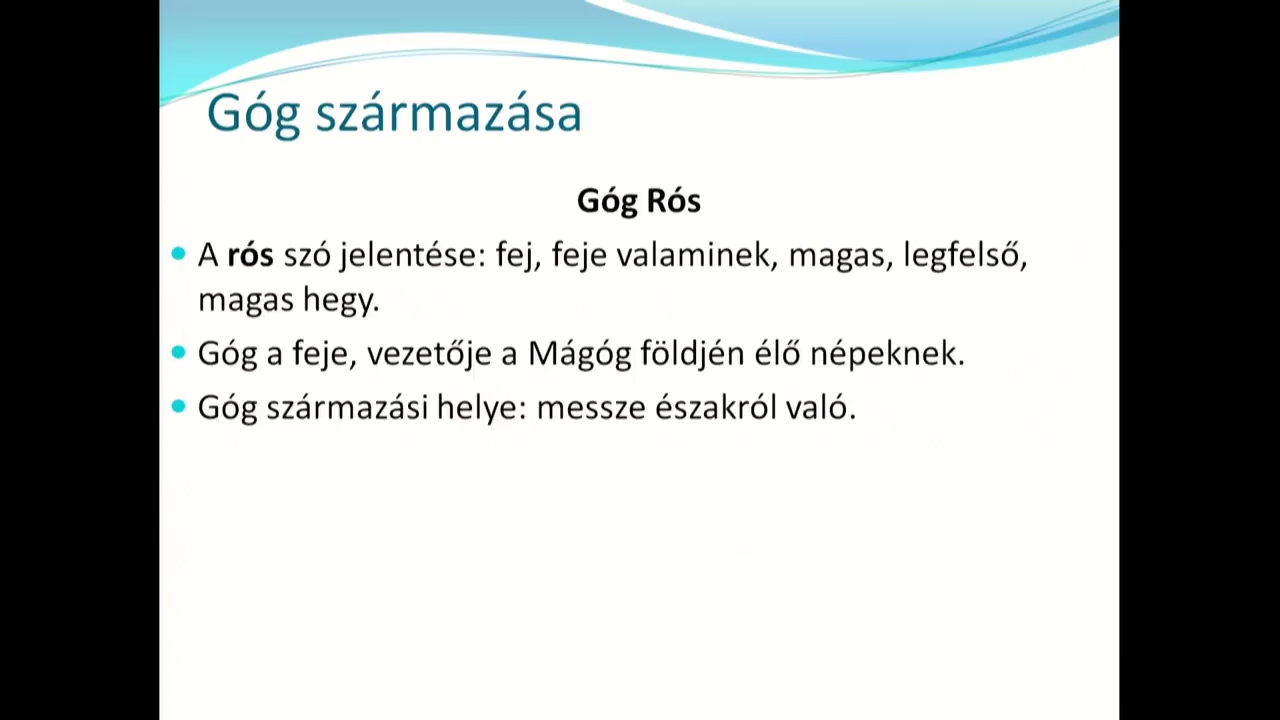 Góg származása
Góg Rós
• A rós szó jelentése: fej, feje valaminek, magas, legfelső,
magas hegy.
• Góg a feje, vezetője a Mágóg földjén élő népeknek.
• Góg származási helye: messze északról való.